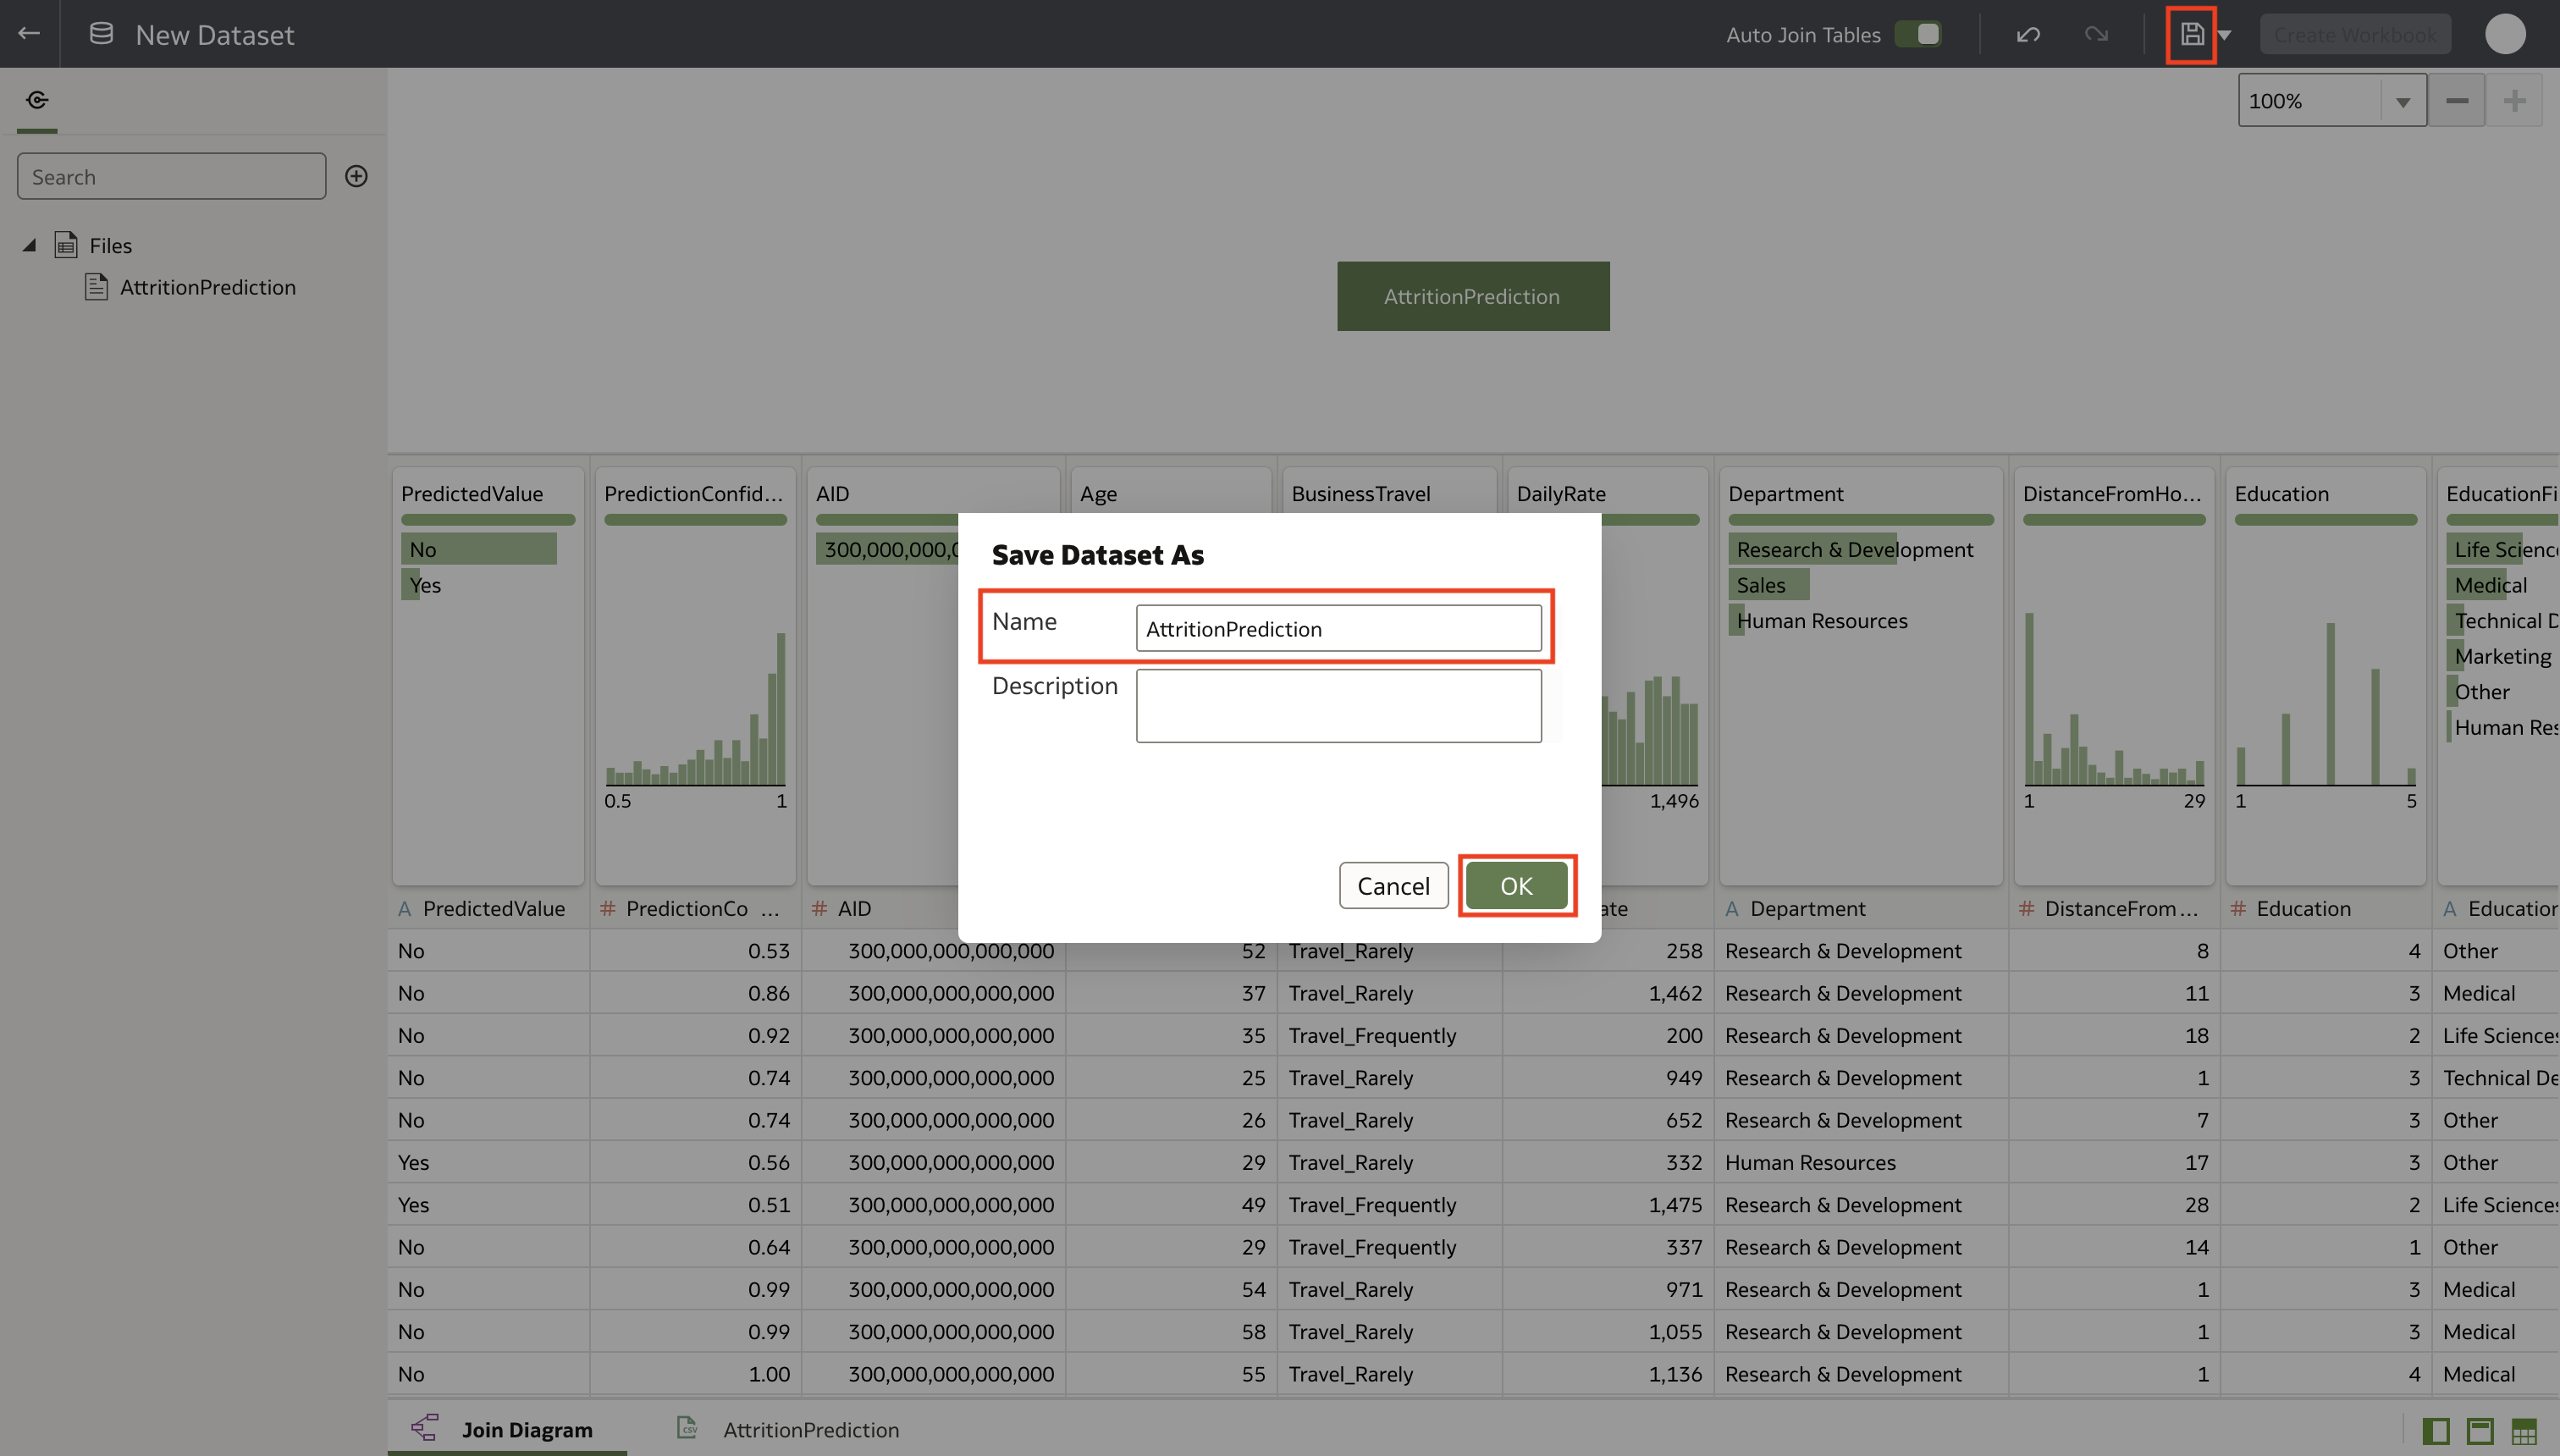 New Dataset
Auto Join Tables
Create Workbook
100%
Search
Files
AttritionPrediction
AttritionPrediction
PredictedValue PredictionConfid... AID Age BusinessTravel DailyRate Department DistanceFromHo... Education EducationFi
No 300,000,000,0 Research & Development Life Scienc
Yes Sales Medical
Human Resources Technical D
Marketing
Other
Human Res
0.5 1 1,496 1 29 1 5
Save Dataset As
Name AttritionPrediction
Description
Cancel OK
A PredictedValue # PredictionCo ... # AID ate A Department # DistanceFrom... # Education A Education
No 0.53 300,000,000,000,000 52 Travel_Rarely 258 Research & Development 8 4 Other
No 0.86 300,000,000,000,000 37 Travel_Rarely 1,462 Research & Development 11 3 Medical
No 0.92 300,000,000,000,000 35 Travel_Frequently 200 Research & Development 18 2 Life Sciences
No 0.74 300,000,000,000,000 25 Travel_Rarely 949 Research & Development 1 3 Technical De
No 0.74 300,000,000,000,000 26 Travel_Rarely 652 Research & Development 7 3 Other
Yes 0.56 300,000,000,000,000 29 Travel_Rarely 332 Human Resources 17 3 Other
Yes 0.51 300,000,000,000,000 49 Travel_Frequently 1,475 Research & Development 28 2 Life Sciences
No 0.64 300,000,000,000,000 29 Travel_Frequently 337 Research & Development 14 1 Other
No 0.99 300,000,000,000,000 54 Travel_Rarely 971 Research & Development 1 3 Medical
No 0.99 300,000,000,000,000 58 Travel_Rarely 1,055 Research & Development 1 3 Medical
No 1.00 300,000,000,000,000 55 Travel_Rarely 1,136 Research & Development 1 4 Medical
Join Diagram CSV AttritionPrediction